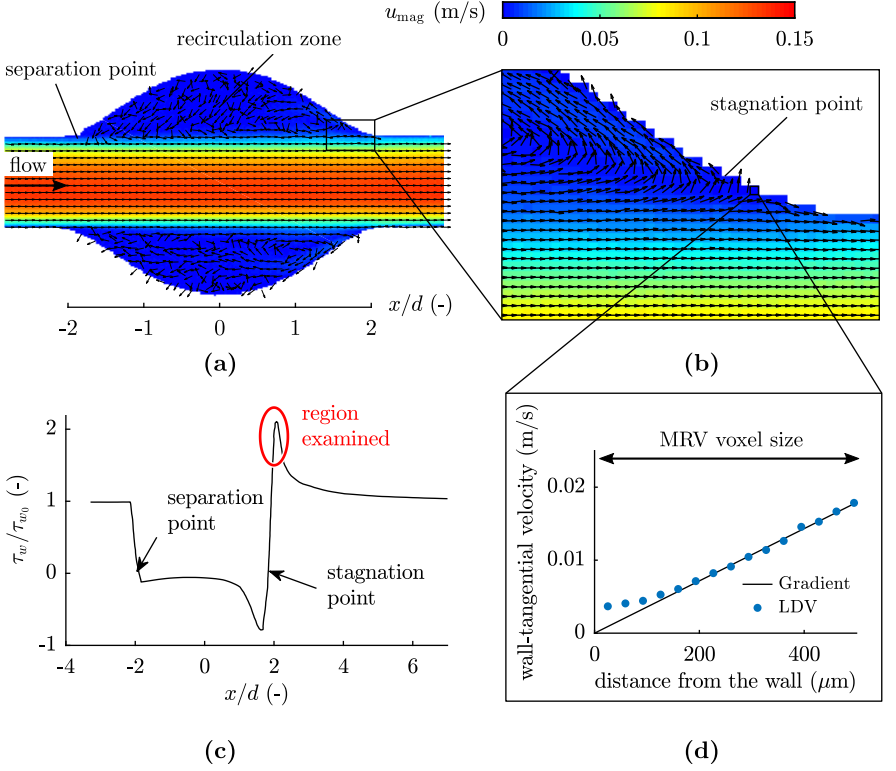 u_mag (m/s)
0 0.05 0.1 0.15
recirculation zone
separation point
flow
x/d (-)
-2 -1 0 1 2
(a)
stagnation point
(b)
region
examined
separation
point
stagnation
point
τ_w/τ_w₀ (-)
2
1
0
-1
-4 -2 0 2 4 6
x/d (-)
(c)
MRV voxel size
wall-tangential velocity (m/s)
0.02
0.01
0
Gradient
LDV
0 200 400
distance from the wall (μm)
(d)